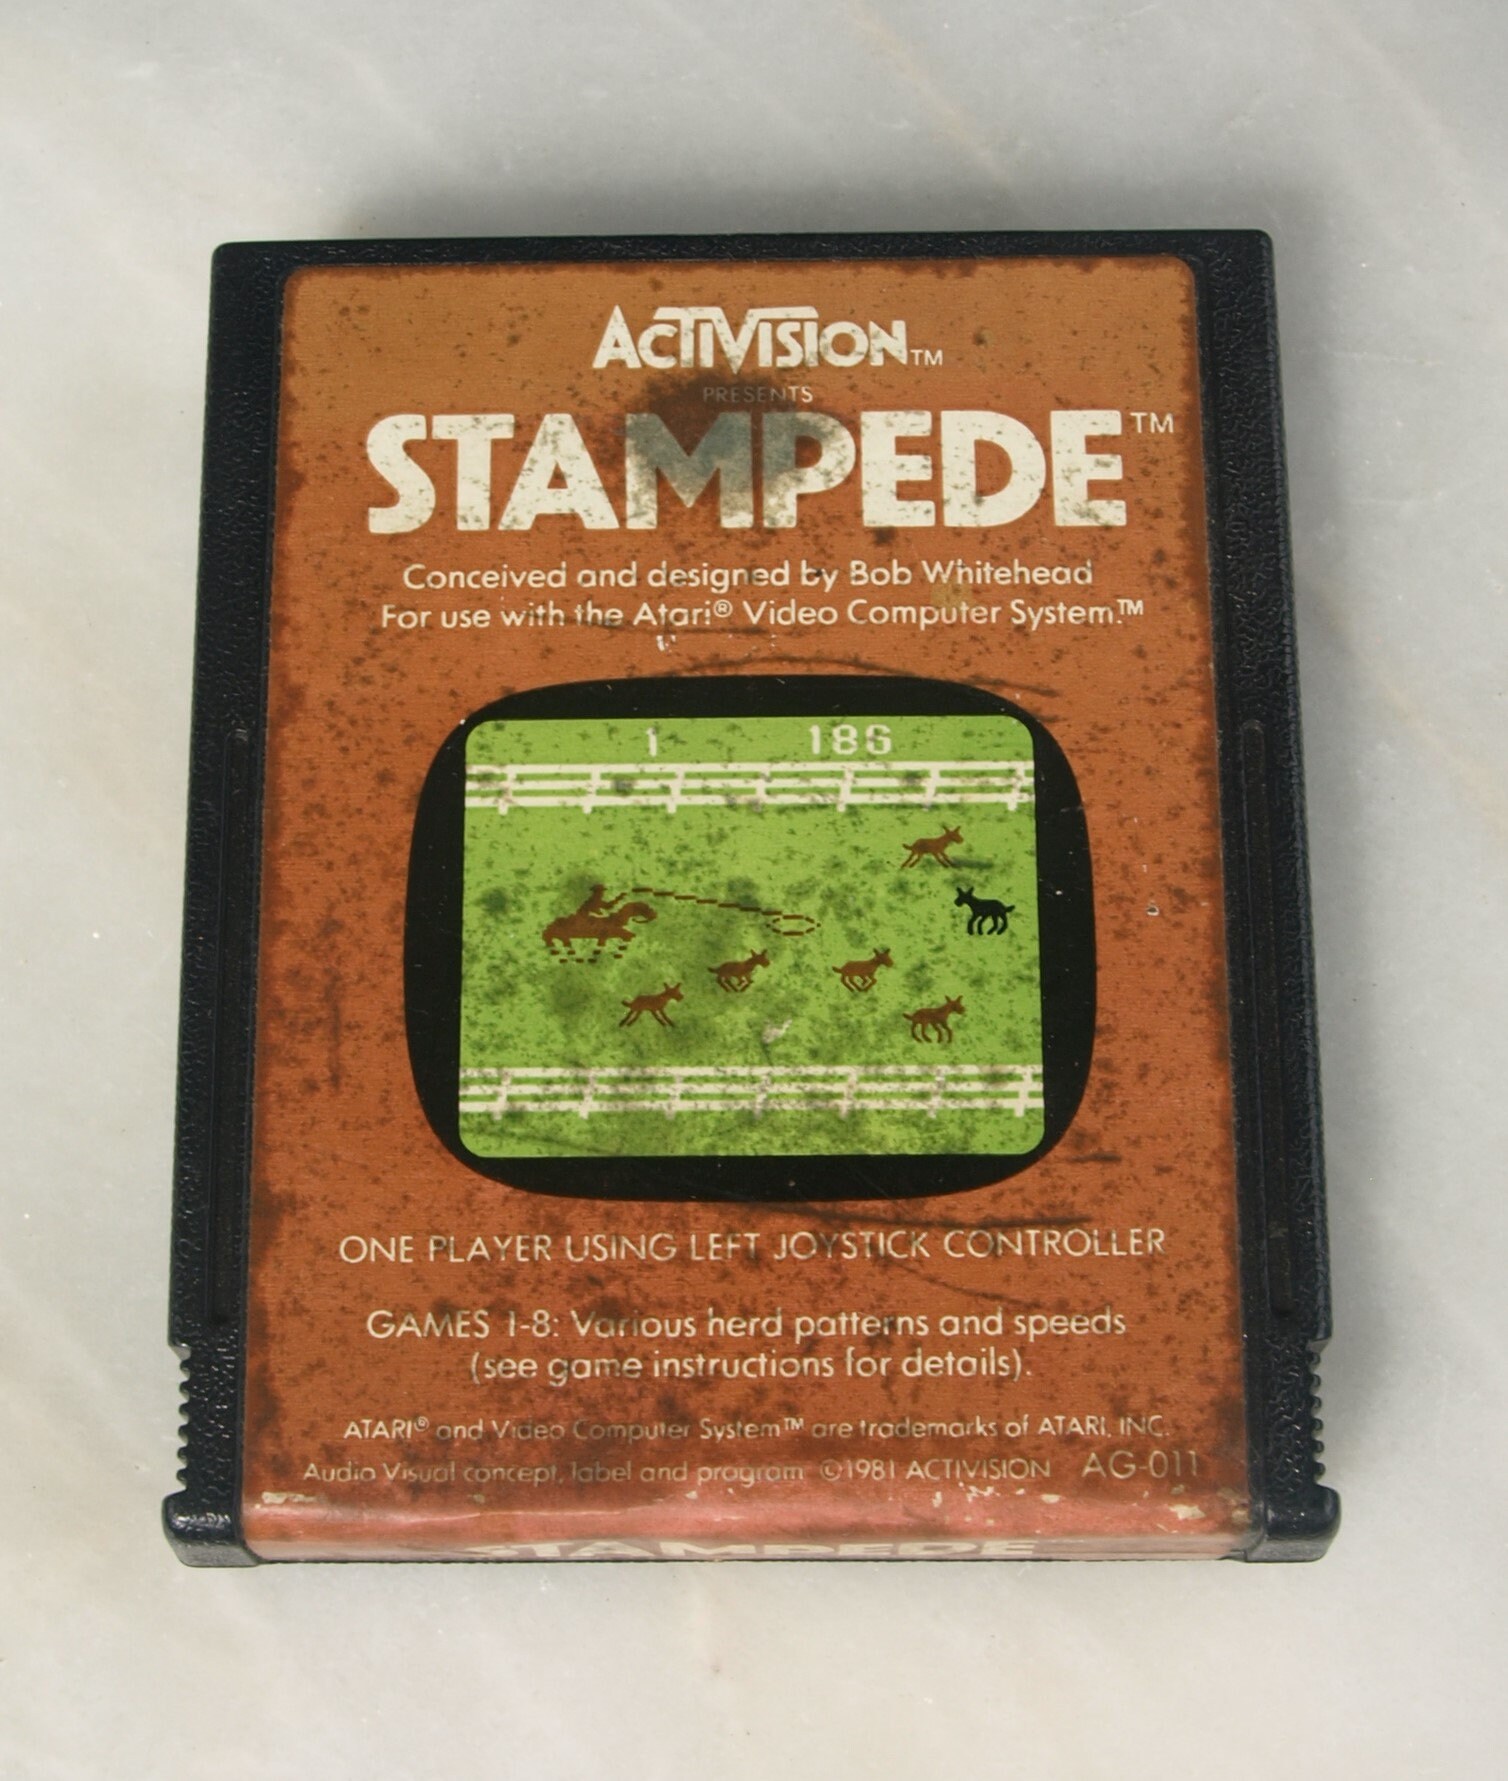 ACTIVISION™
PRESENTS
STAMPEDE™
Conceived and designed by Bob Whitehead
For use with the Atari® Video Computer System.™
1 186
ONE PLAYER USING LEFT JOYSTICK CONTROLLER
GAMES 1-8: Various herd patterns and speeds
(see game instructions for details).
ATARI® and Video Computer System™ are trademarks of ATARI, INC.
Audio Visual concept, label and program ©1981 ACTIVISION AG-011
STAMPEDE